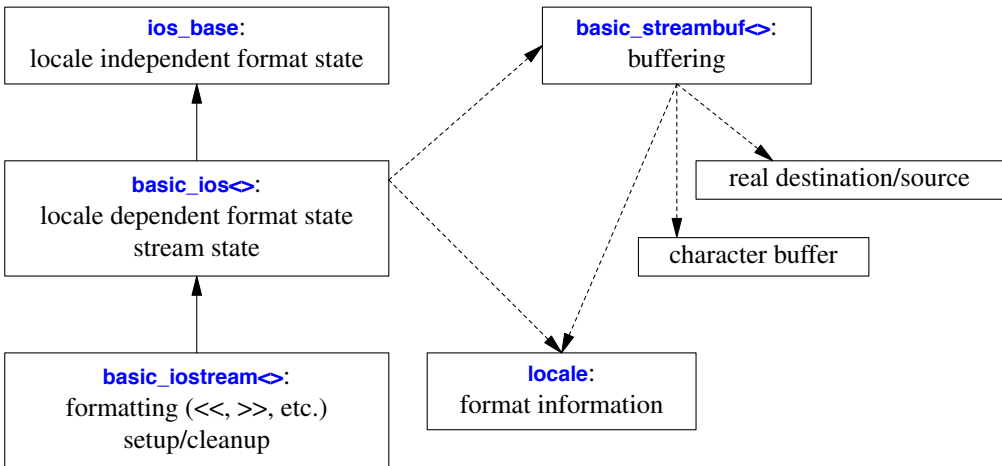 ios_base:
locale independent format state
basic_streambuf<>:
buffering
basic_ios<>:
locale dependent format state
stream state
real destination/source
character buffer
basic_iostream<>:
formatting (<<, >>, etc.)
setup/cleanup
locale:
format information